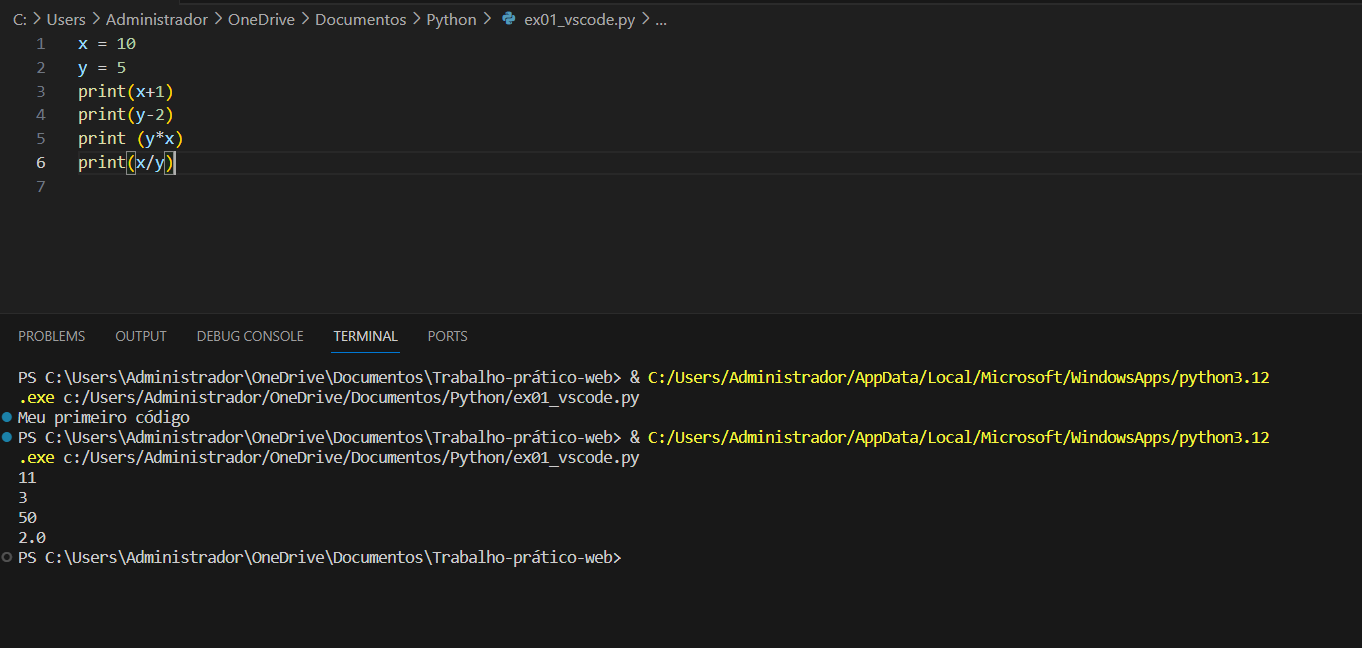 C: > Users > Administrador > OneDrive > Documentos > Python > ex01_vscode.py > ...
1 x = 10
2 y = 5
3 print(x+1)
4 print(y-2)
5 print (y*x)
6 print(x/y)
7
PROBLEMS OUTPUT DEBUG CONSOLE TERMINAL PORTS
PS C:\Users\Administrador\OneDrive\Documentos\Trabalho-prático-web> & C:/Users/Administrador/AppData/Local/Microsoft/WindowsApps/python3.12
.exe c:/Users/Administrador/OneDrive/Documentos/Python/ex01_vscode.py
Meu primeiro código
PS C:\Users\Administrador\OneDrive\Documentos\Trabalho-prático-web> & C:/Users/Administrador/AppData/Local/Microsoft/WindowsApps/python3.12
.exe c:/Users/Administrador/OneDrive/Documentos/Python/ex01_vscode.py
11
3
50
2.0
PS C:\Users\Administrador\OneDrive\Documentos\Trabalho-prático-web>